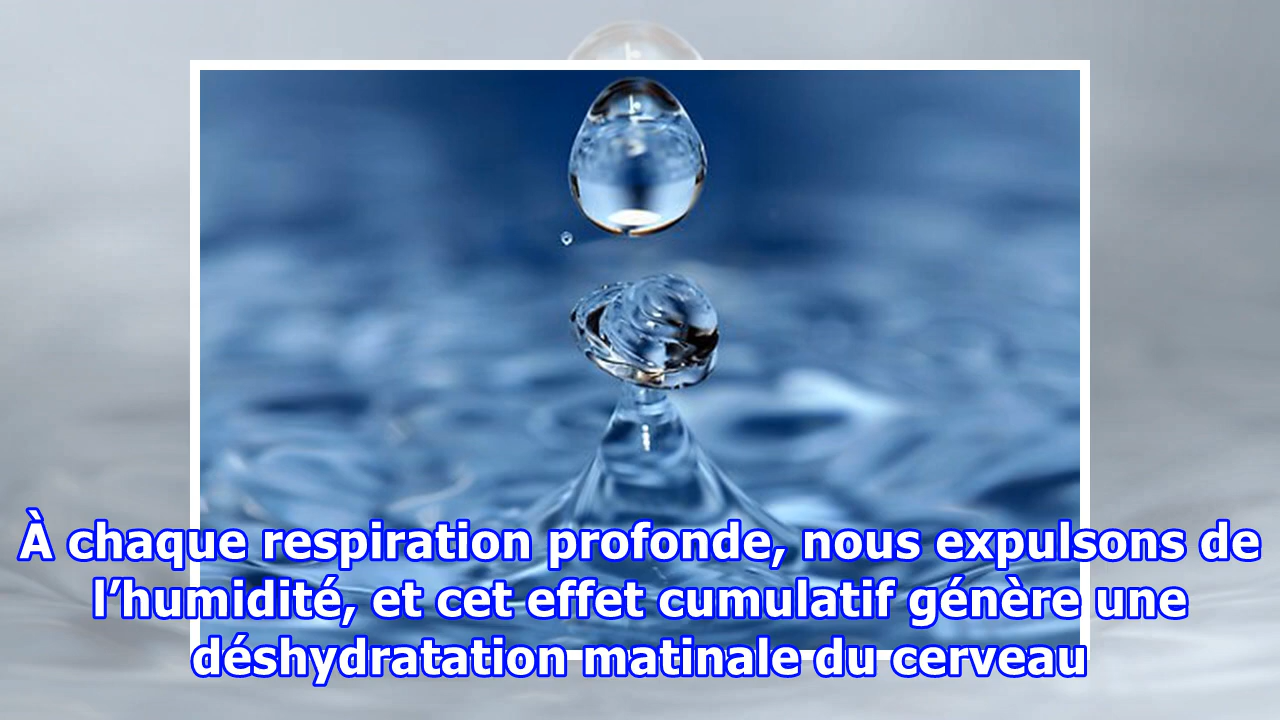 À chaque respiration profonde, nous expulsons de
l’humidité, et cet effet cumulatif génère une
déshydratation matinale du cerveau